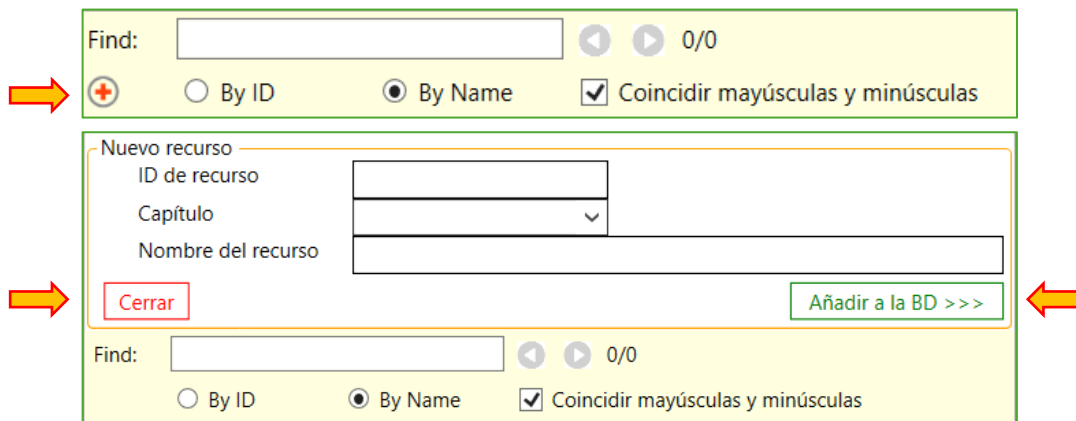 Find: 0/0
By ID By Name Coincidir mayúsculas y minúsculas
Nuevo recurso
ID de recurso
Capítulo
Nombre del recurso
Cerrar Añadir a la BD >>>
Find: 0/0
By ID By Name Coincidir mayúsculas y minúsculas